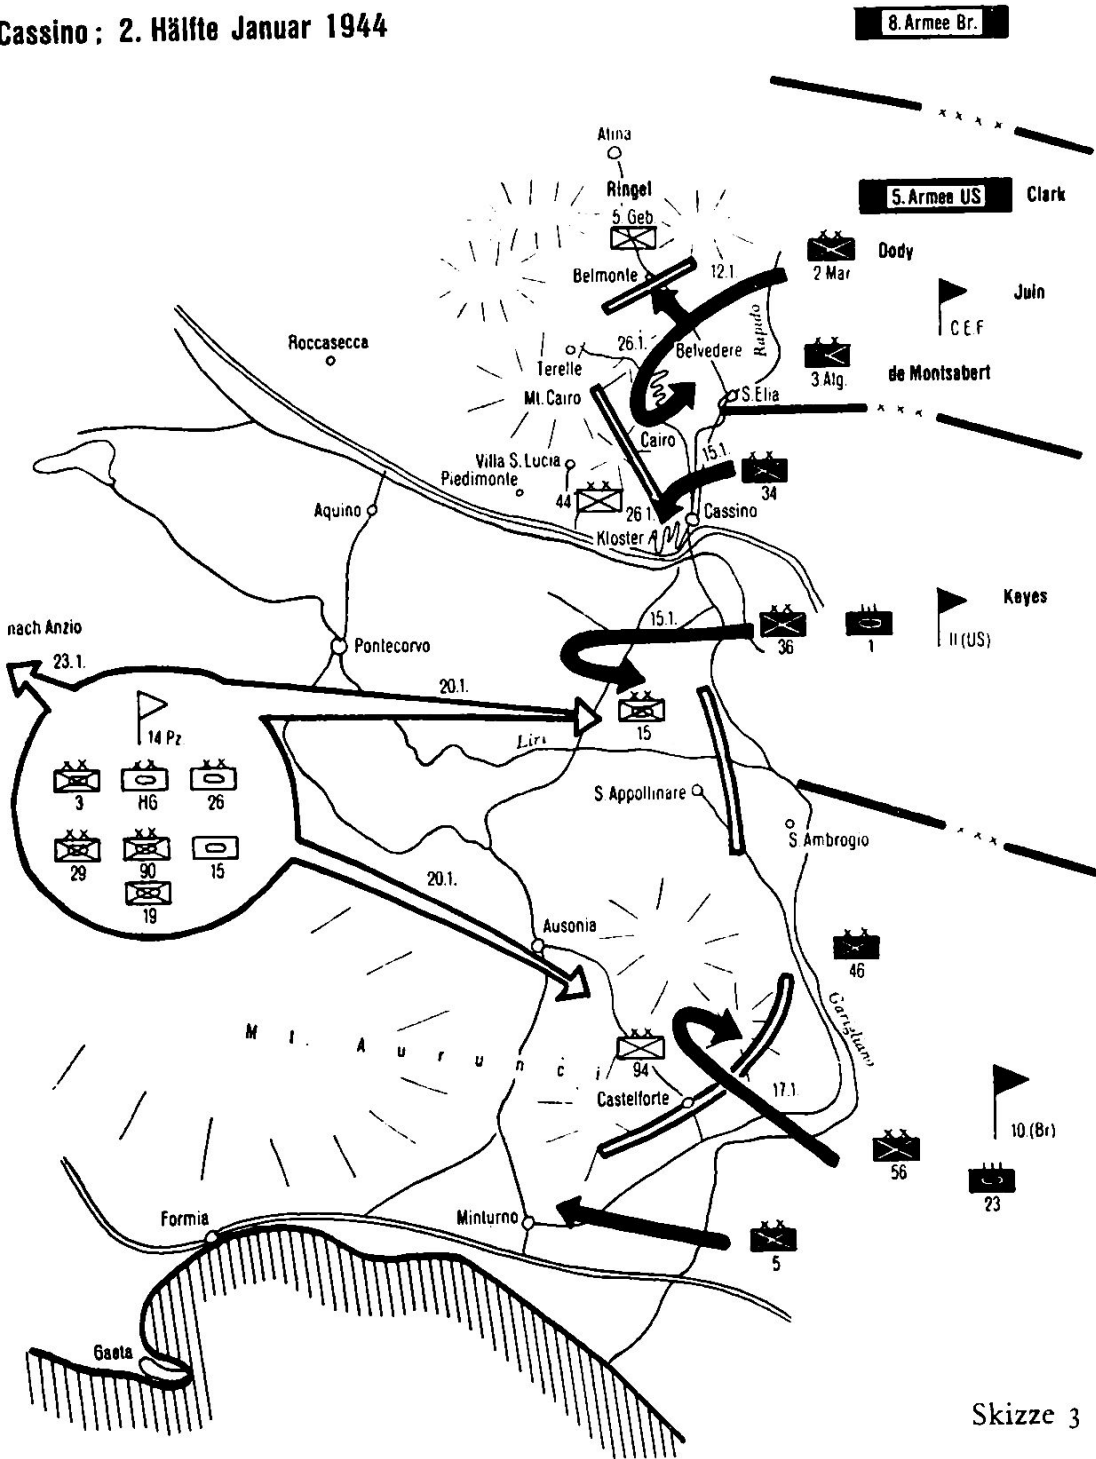 Cassino; 2. Hälfte Januar 1944
8. Armee Br.
5. Armee US Clark
Atina
Ringel
5 Geb
Belmonte
12.1.
2 Mar
Dody
Juin
C.E.F
Rapido
26.1.
Belvedere
Roccasecca
Terelle
3 Alg.
de Montsabert
Mt. Cairo
S. Elia
Cairo
15.1.
34
Villa S. Lucia
Piedimonte
44
26.1.
Cassino
Aquino
Kloster
Keyes
II (US)
15.1.
36
1
nach Anzio
23.1.
Pontecorvo
20.1.
14 Pz
15
Liri
3
HG
26
S. Appollinare
S. Ambrogio
29
90
15
19
20.1.
Ausonia
46
Garigliano
Mt. Aurunci
94
Castelforte
17.1.
10.(Br)
56
23
Formia
Minturno
5
Gaeta
Skizze 3